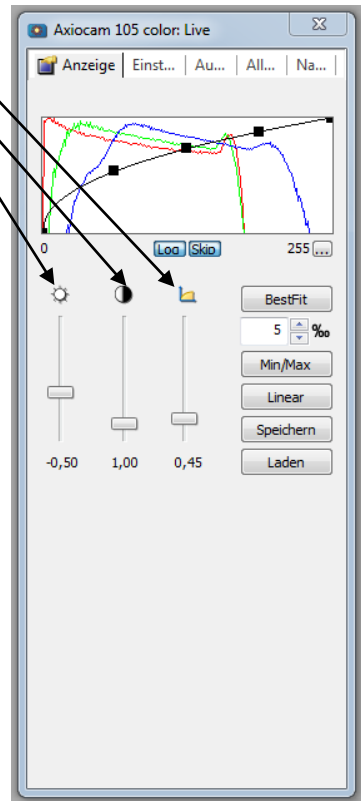 Axiocam 105 color: Live
Anzeige Einst... Au... All... Na...
0 Log Skip 255 ...
BestFit
5 ‰
Min/Max
Linear
Speichern
-0,50 1,00 0,45 Laden